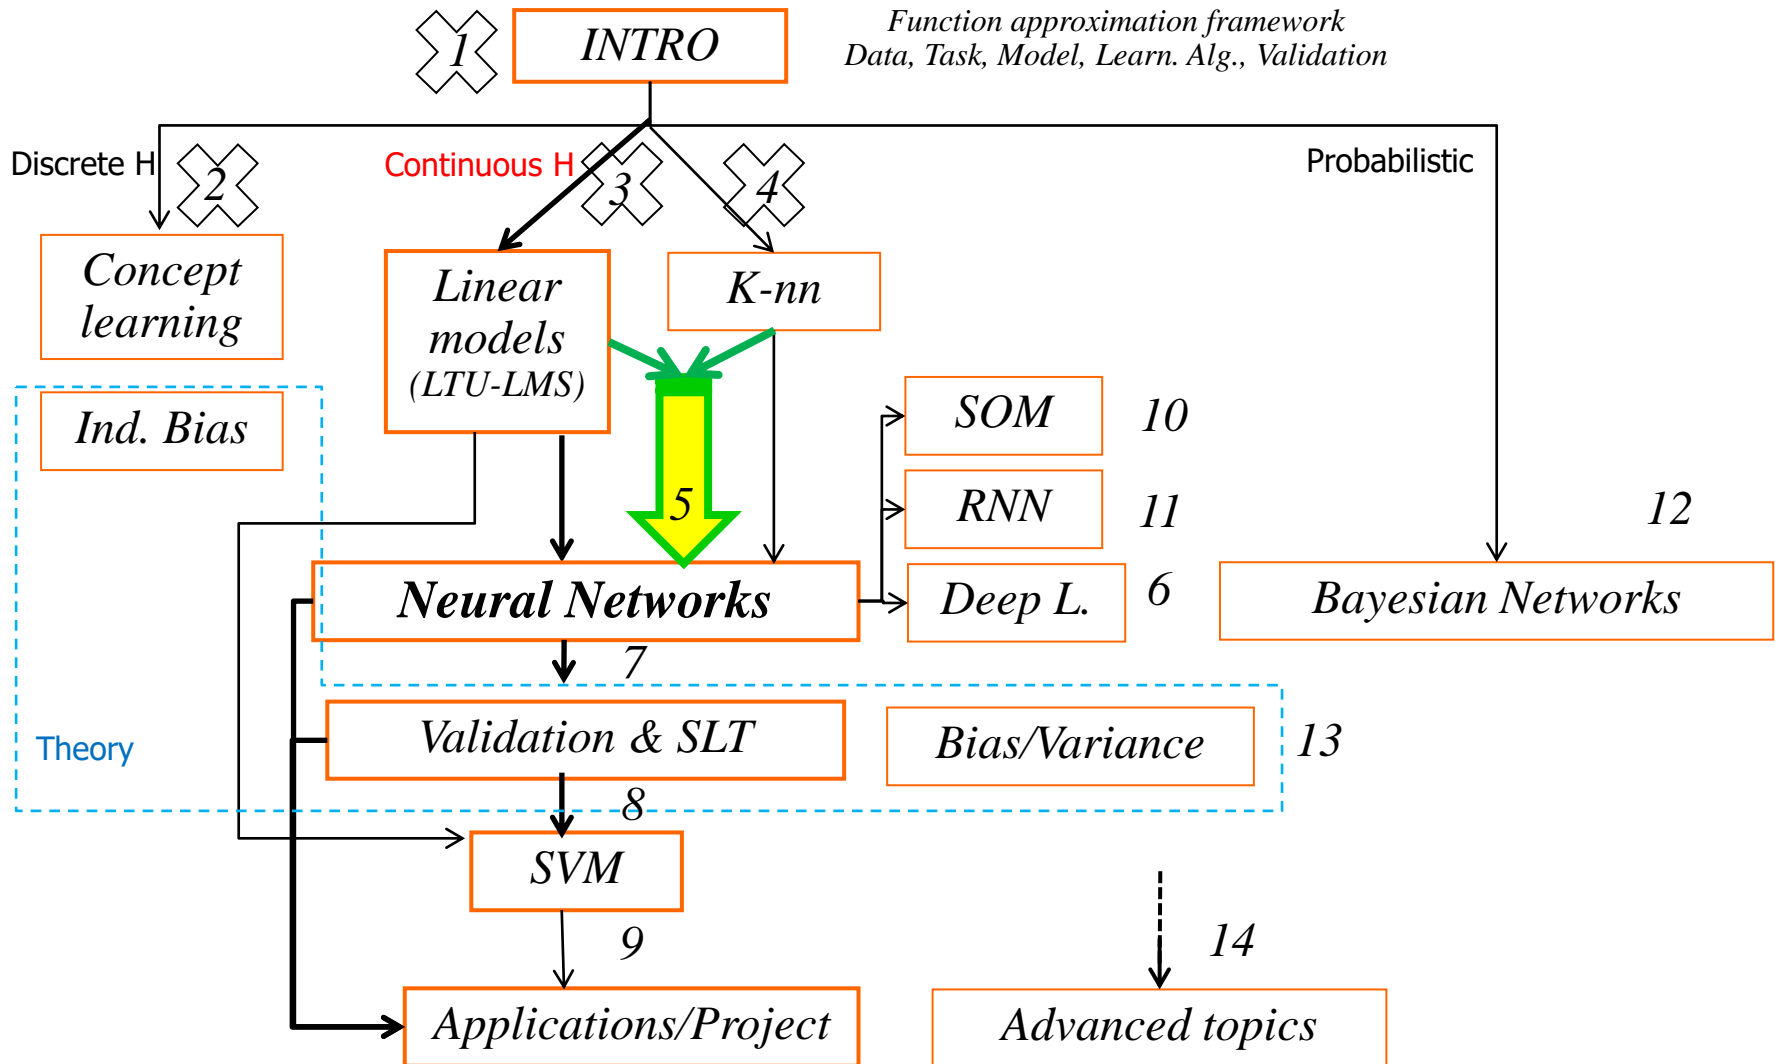 Function approximation framework
1
INTRO
Data, Task, Model, Learn. Alg., Validation
Discrete H
2
Continuous H
3
4
Probabilistic
Concept
learning
Linear
models
(LTU-LMS)
K-nn
Ind. Bias
SOM
10
5
RNN
11
12
Neural Networks
Deep L.
6
Bayesian Networks
7
Theory
Validation & SLT
Bias/Variance
13
8
SVM
9
14
Applications/Project
Advanced topics